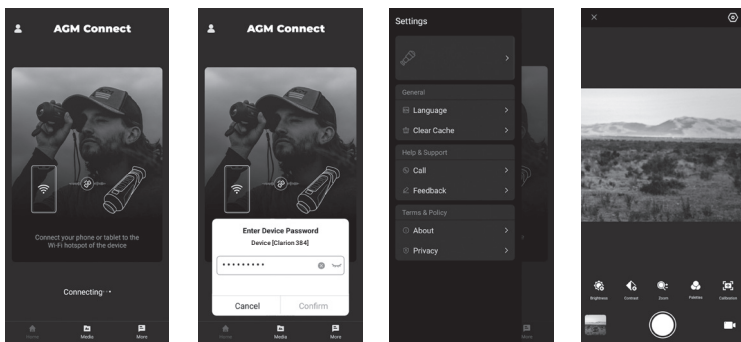 AGM Connect
Connect your phone or tablet to the
Wi-Fi hotspot of the device
Connecting···
Home
Media
More
AGM Connect
Enter Device Password
Device [Clarion 384]
Cancel
Confirm
Home
Media
More
Settings
General
Language
Clear Cache
Help & Support
Call
Feedback
Terms & Policy
About
Privacy
More
Brightness
Contrast
Zoom
Palettes
Calibration